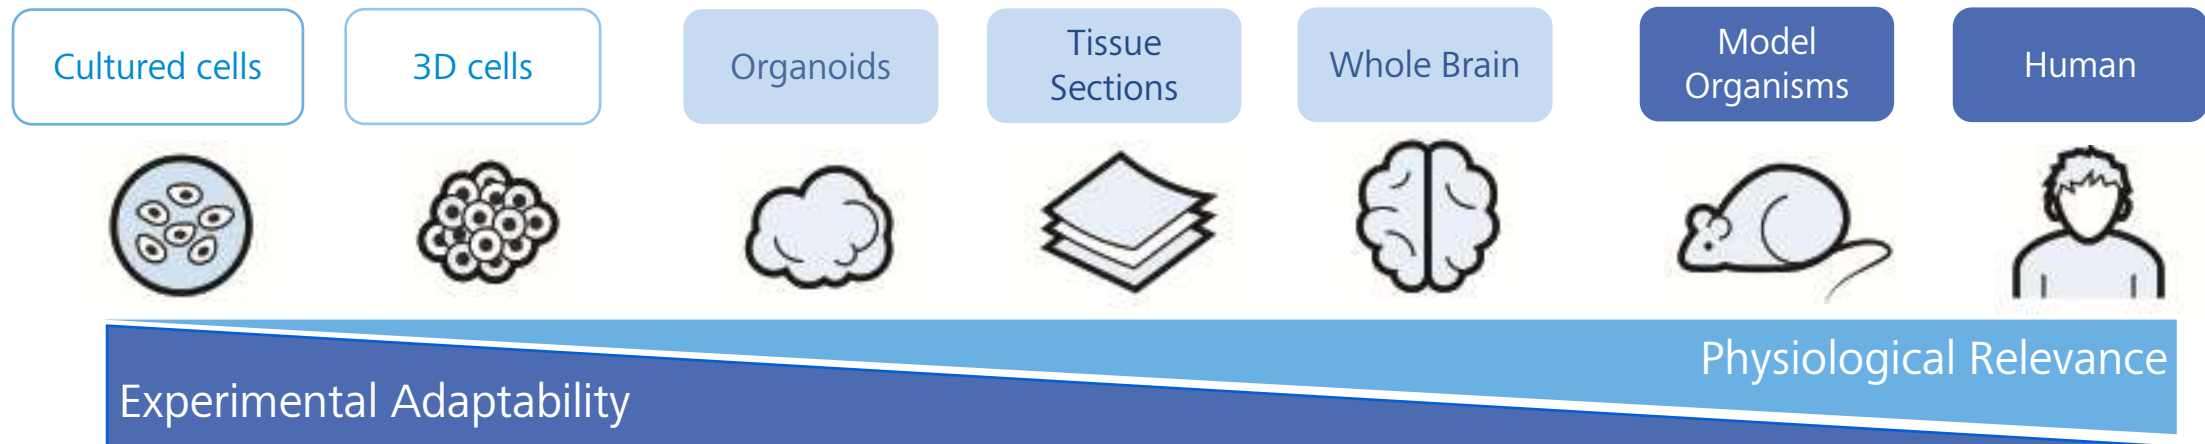 Cultured cells
3D cells
Organoids
Tissue
Sections
Whole Brain
Model
Organisms
Human
Physiological Relevance
Experimental Adaptability